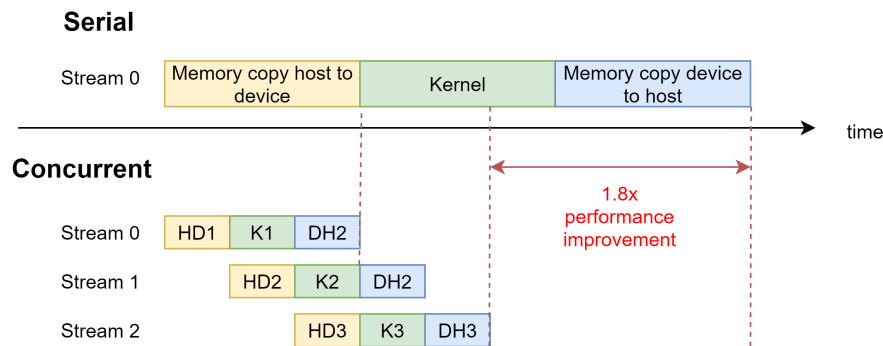 Serial
Stream 0
Memory copy host to
device
Kernel
Memory copy device
to host
time
Concurrent
1.8x
performance
improvement
Stream 0
HD1
K1
DH2
Stream 1
HD2
K2
DH2
Stream 2
HD3
K3
DH3